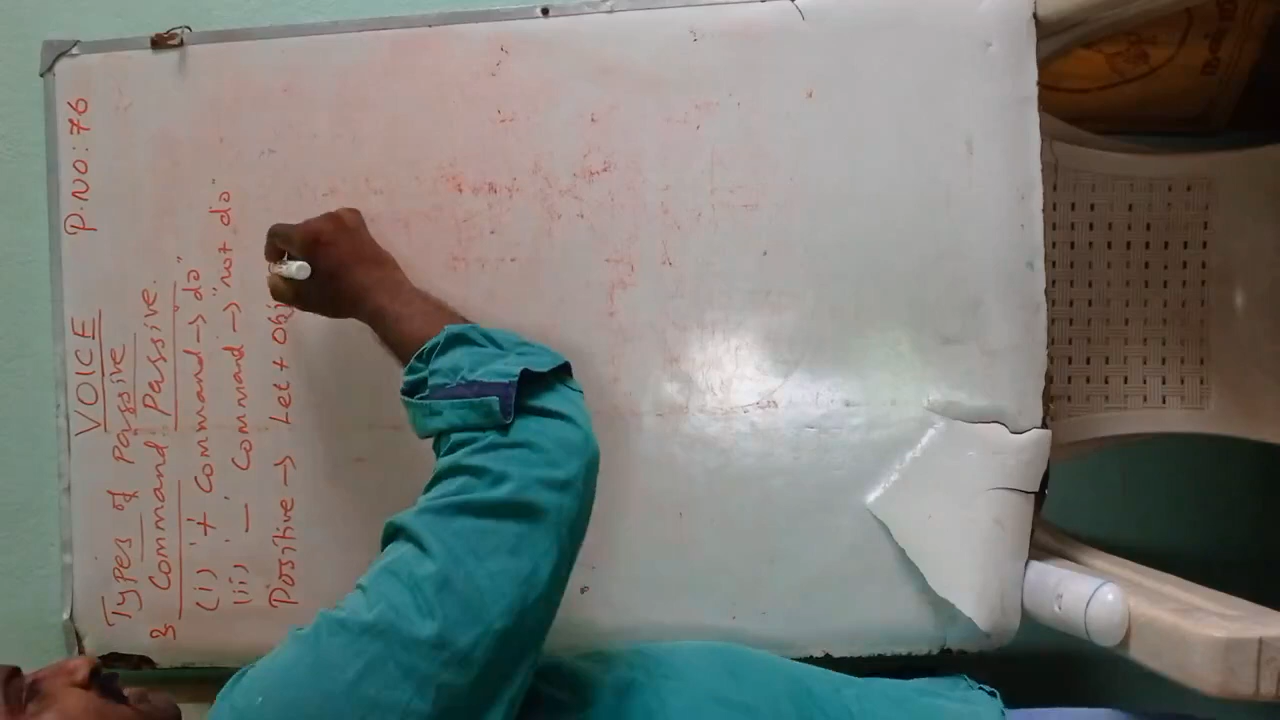 VOICE P.NO:76
Types of Passive
3 Command Passive.
(i) '+' Command → "do"
(ii) '—' Command → "not do"
Positive → Let + Obj